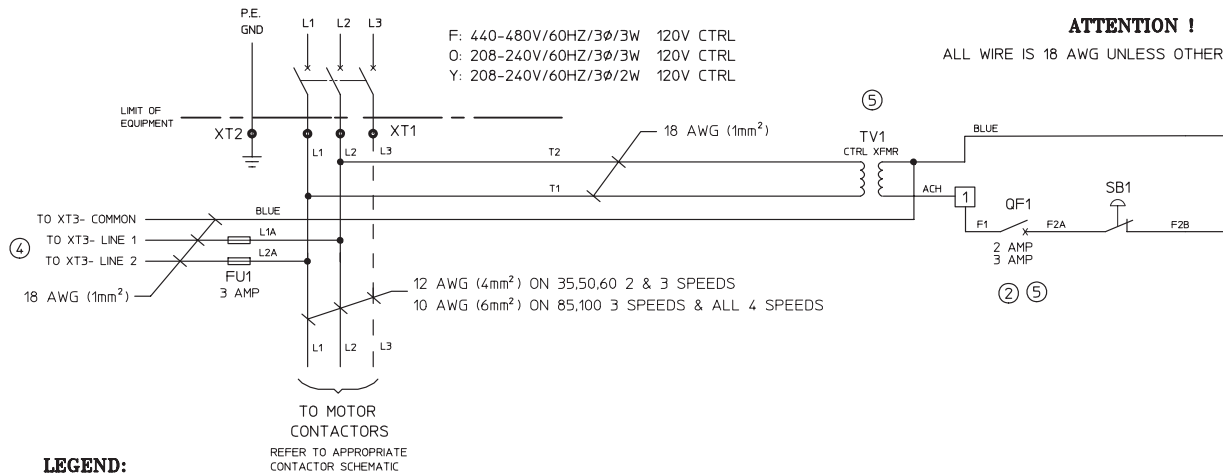 P.E.
GND
L1 L2 L3
F: 440-480V/60HZ/3Ø/3W 120V CTRL
O: 208-240V/60HZ/3Ø/3W 120V CTRL
Y: 208-240V/60HZ/3Ø/2W 120V CTRL
ATTENTION !
ALL WIRE IS 18 AWG UNLESS OTHER
LIMIT OF
EQUIPMENT
XT2
XT1
18 AWG (1mm²)
5
TV1
CTRL XFMR
BLUE
L1 L2 L3
T2
T1
ACH
1
QF1
SB1
F1
F2A
F2B
2 AMP
3 AMP
2 5
BLUE
TO XT3- COMMON
4
TO XT3- LINE 1
L1A
TO XT3- LINE 2
L2A
FU1
3 AMP
18 AWG (1mm²)
12 AWG (4mm²) ON 35,50,60 2 & 3 SPEEDS
10 AWG (6mm²) ON 85,100 3 SPEEDS & ALL 4 SPEEDS
L1 L2 L3
TO MOTOR
CONTACTORS
REFER TO APPROPRIATE
CONTACTOR SCHEMATIC
LEGEND: